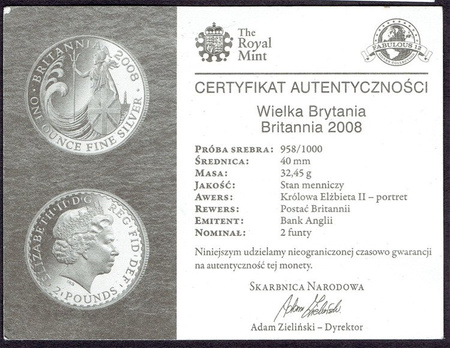 BRITANNIA · 2008
ONE OUNCE FINE SILVER
ELIZABETH·II·D·G
REG·FID·DEF
2·POUNDS
The
Royal
Mint
FABULOUS 12
CERTYFIKAT AUTENTYCZNOŚCI
Wielka Brytania
Britannia 2008
PRÓBA SREBRA: 958/1000
ŚREDNICA: 40 mm
MASA: 32,45 g
JAKOŚĆ: Stan menniczy
AWERS: Królowa Elżbieta II – portret
REWERS: Postać Britannii
EMITENT: Bank Anglii
NOMINAŁ: 2 funty
Niniejszym udzielamy nieograniczonej czasowo gwarancji
na autentyczność tej monety.
SKARBNICA NARODOWA
Adam Zieliński
Adam Zieliński – Dyrektor